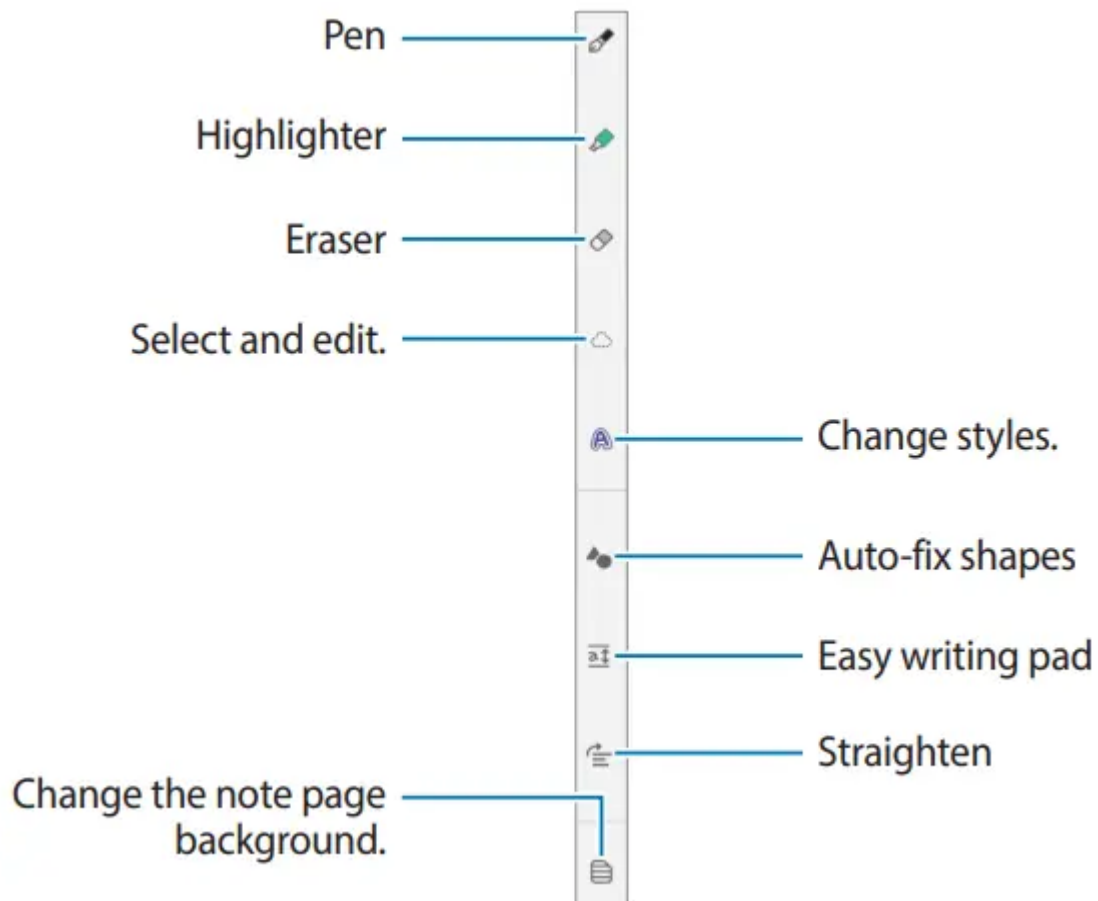 Pen
Highlighter
Eraser
Select and edit.
Change styles.
Auto-fix shapes
Easy writing pad
Straighten
Change the note page
background.